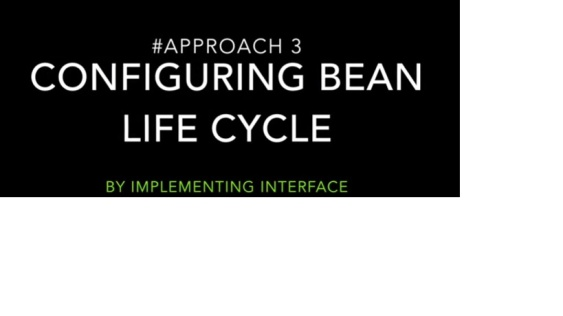 #APPROACH 3
CONFIGURING BEAN
LIFE CYCLE
BY IMPLEMENTING INTERFACE